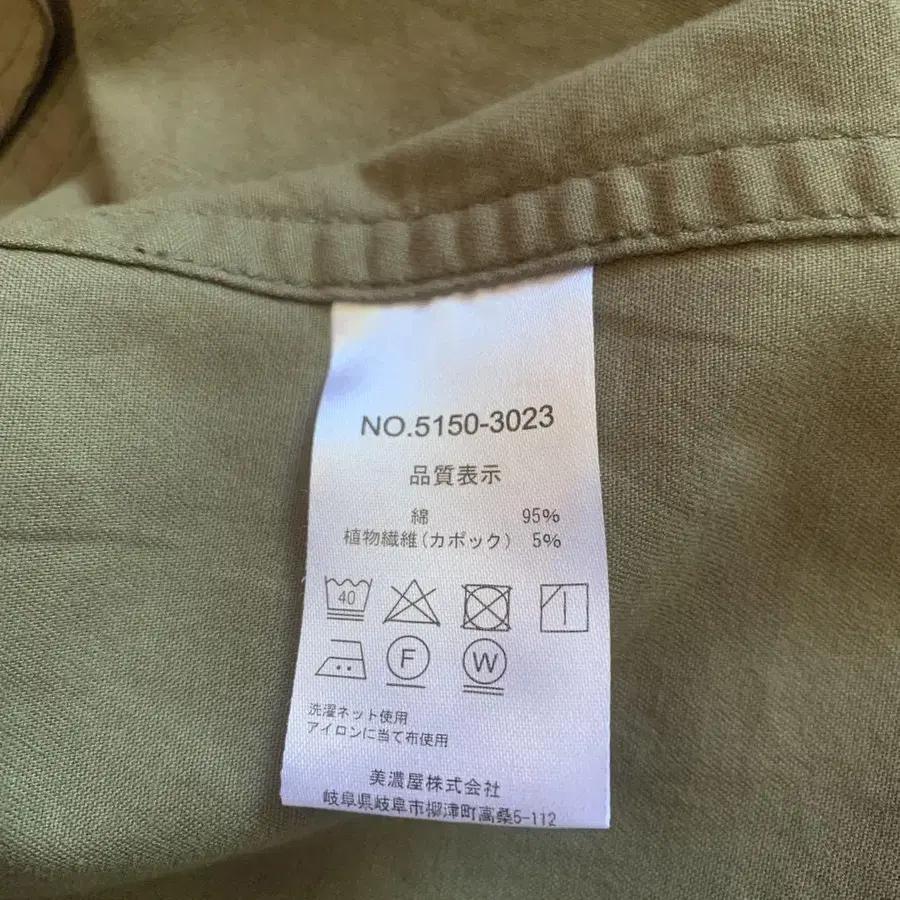 NO.5150-3023
品質表示
綿 95%
植物繊維(カポック) 5%
40
F W
洗濯ネット使用
アイロンに当て布使用
美濃屋株式会社
岐阜県岐阜市柳津町高桑5-112